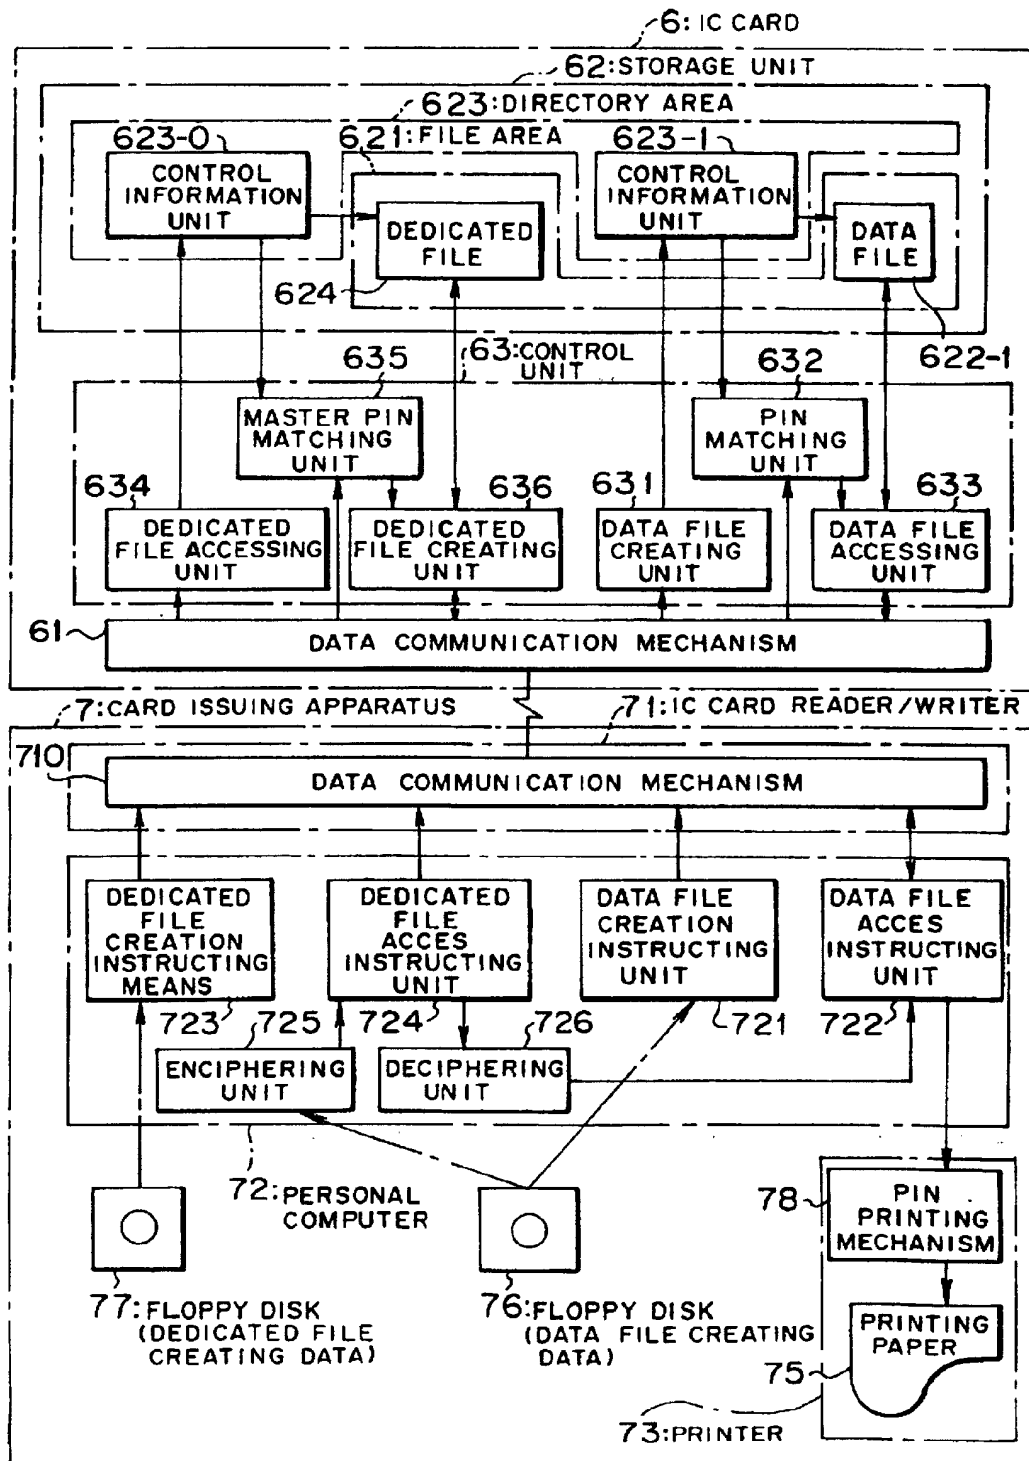 6: IC CARD
62: STORAGE UNIT
623: DIRECTORY AREA
623-0
621: FILE AREA
623-1
CONTROL
INFORMATION
UNIT
CONTROL
INFORMATION
UNIT
DEDICATED
FILE
DATA
FILE
624
622-1
635
63: CONTROL
UNIT
632
MASTER PIN
MATCHING
UNIT
PIN
MATCHING
UNIT
634
636
631
633
DEDICATED
FILE ACCESSING
UNIT
DEDICATED
FILE CREATING
UNIT
DATA FILE
CREATING
UNIT
DATA FILE
ACCESSING
UNIT
61
DATA COMMUNICATION MECHANISM
7: CARD ISSUING APPARATUS
71: IC CARD READER/WRITER
710
DATA COMMUNICATION MECHANISM
DEDICATED
FILE
CREATION
INSTRUCTING
MEANS
DEDICATED
FILE
ACCES
INSTRUCTING
UNIT
DATA FILE
CREATION
INSTRUCTING
UNIT
DATA FILE
ACCES
INSTRUCTING
UNIT
723
725
724
726
721
722
ENCIPHERING
UNIT
DECIPHERING
UNIT
72: PERSONAL
COMPUTER
78
PIN
PRINTING
MECHANISM
77: FLOPPY DISK
(DEDICATED FILE
CREATING DATA)
76: FLOPPY DISK
(DATA FILE CREATING
DATA)
PRINTING
PAPER
75
73: PRINTER